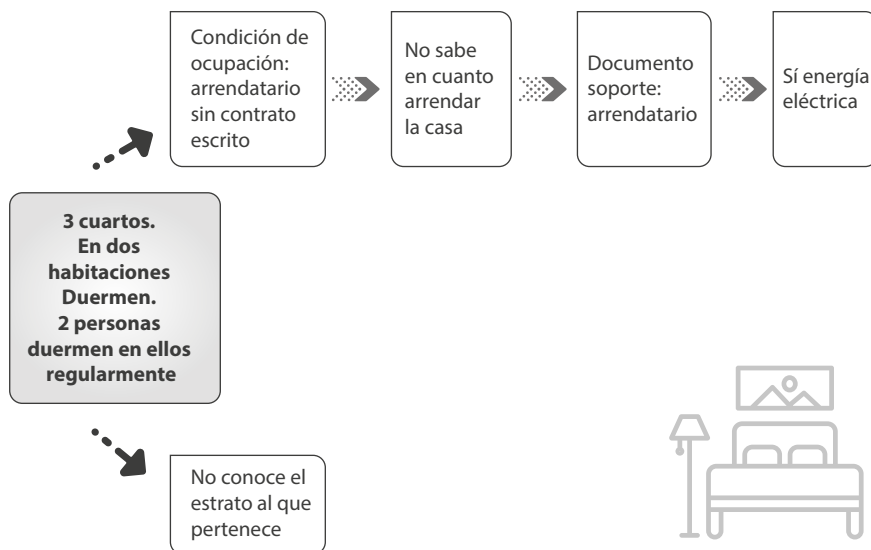 Condición de
ocupación:
arrendatario
sin contrato
escrito
No sabe
en cuanto
arrendar
la casa
Documento
soporte:
arrendatario
Sí energía
eléctrica
3 cuartos.
En dos
habitaciones
Duermen.
2 personas
duermen en ellos
regularmente
No conoce el
estrato al que
pertenece